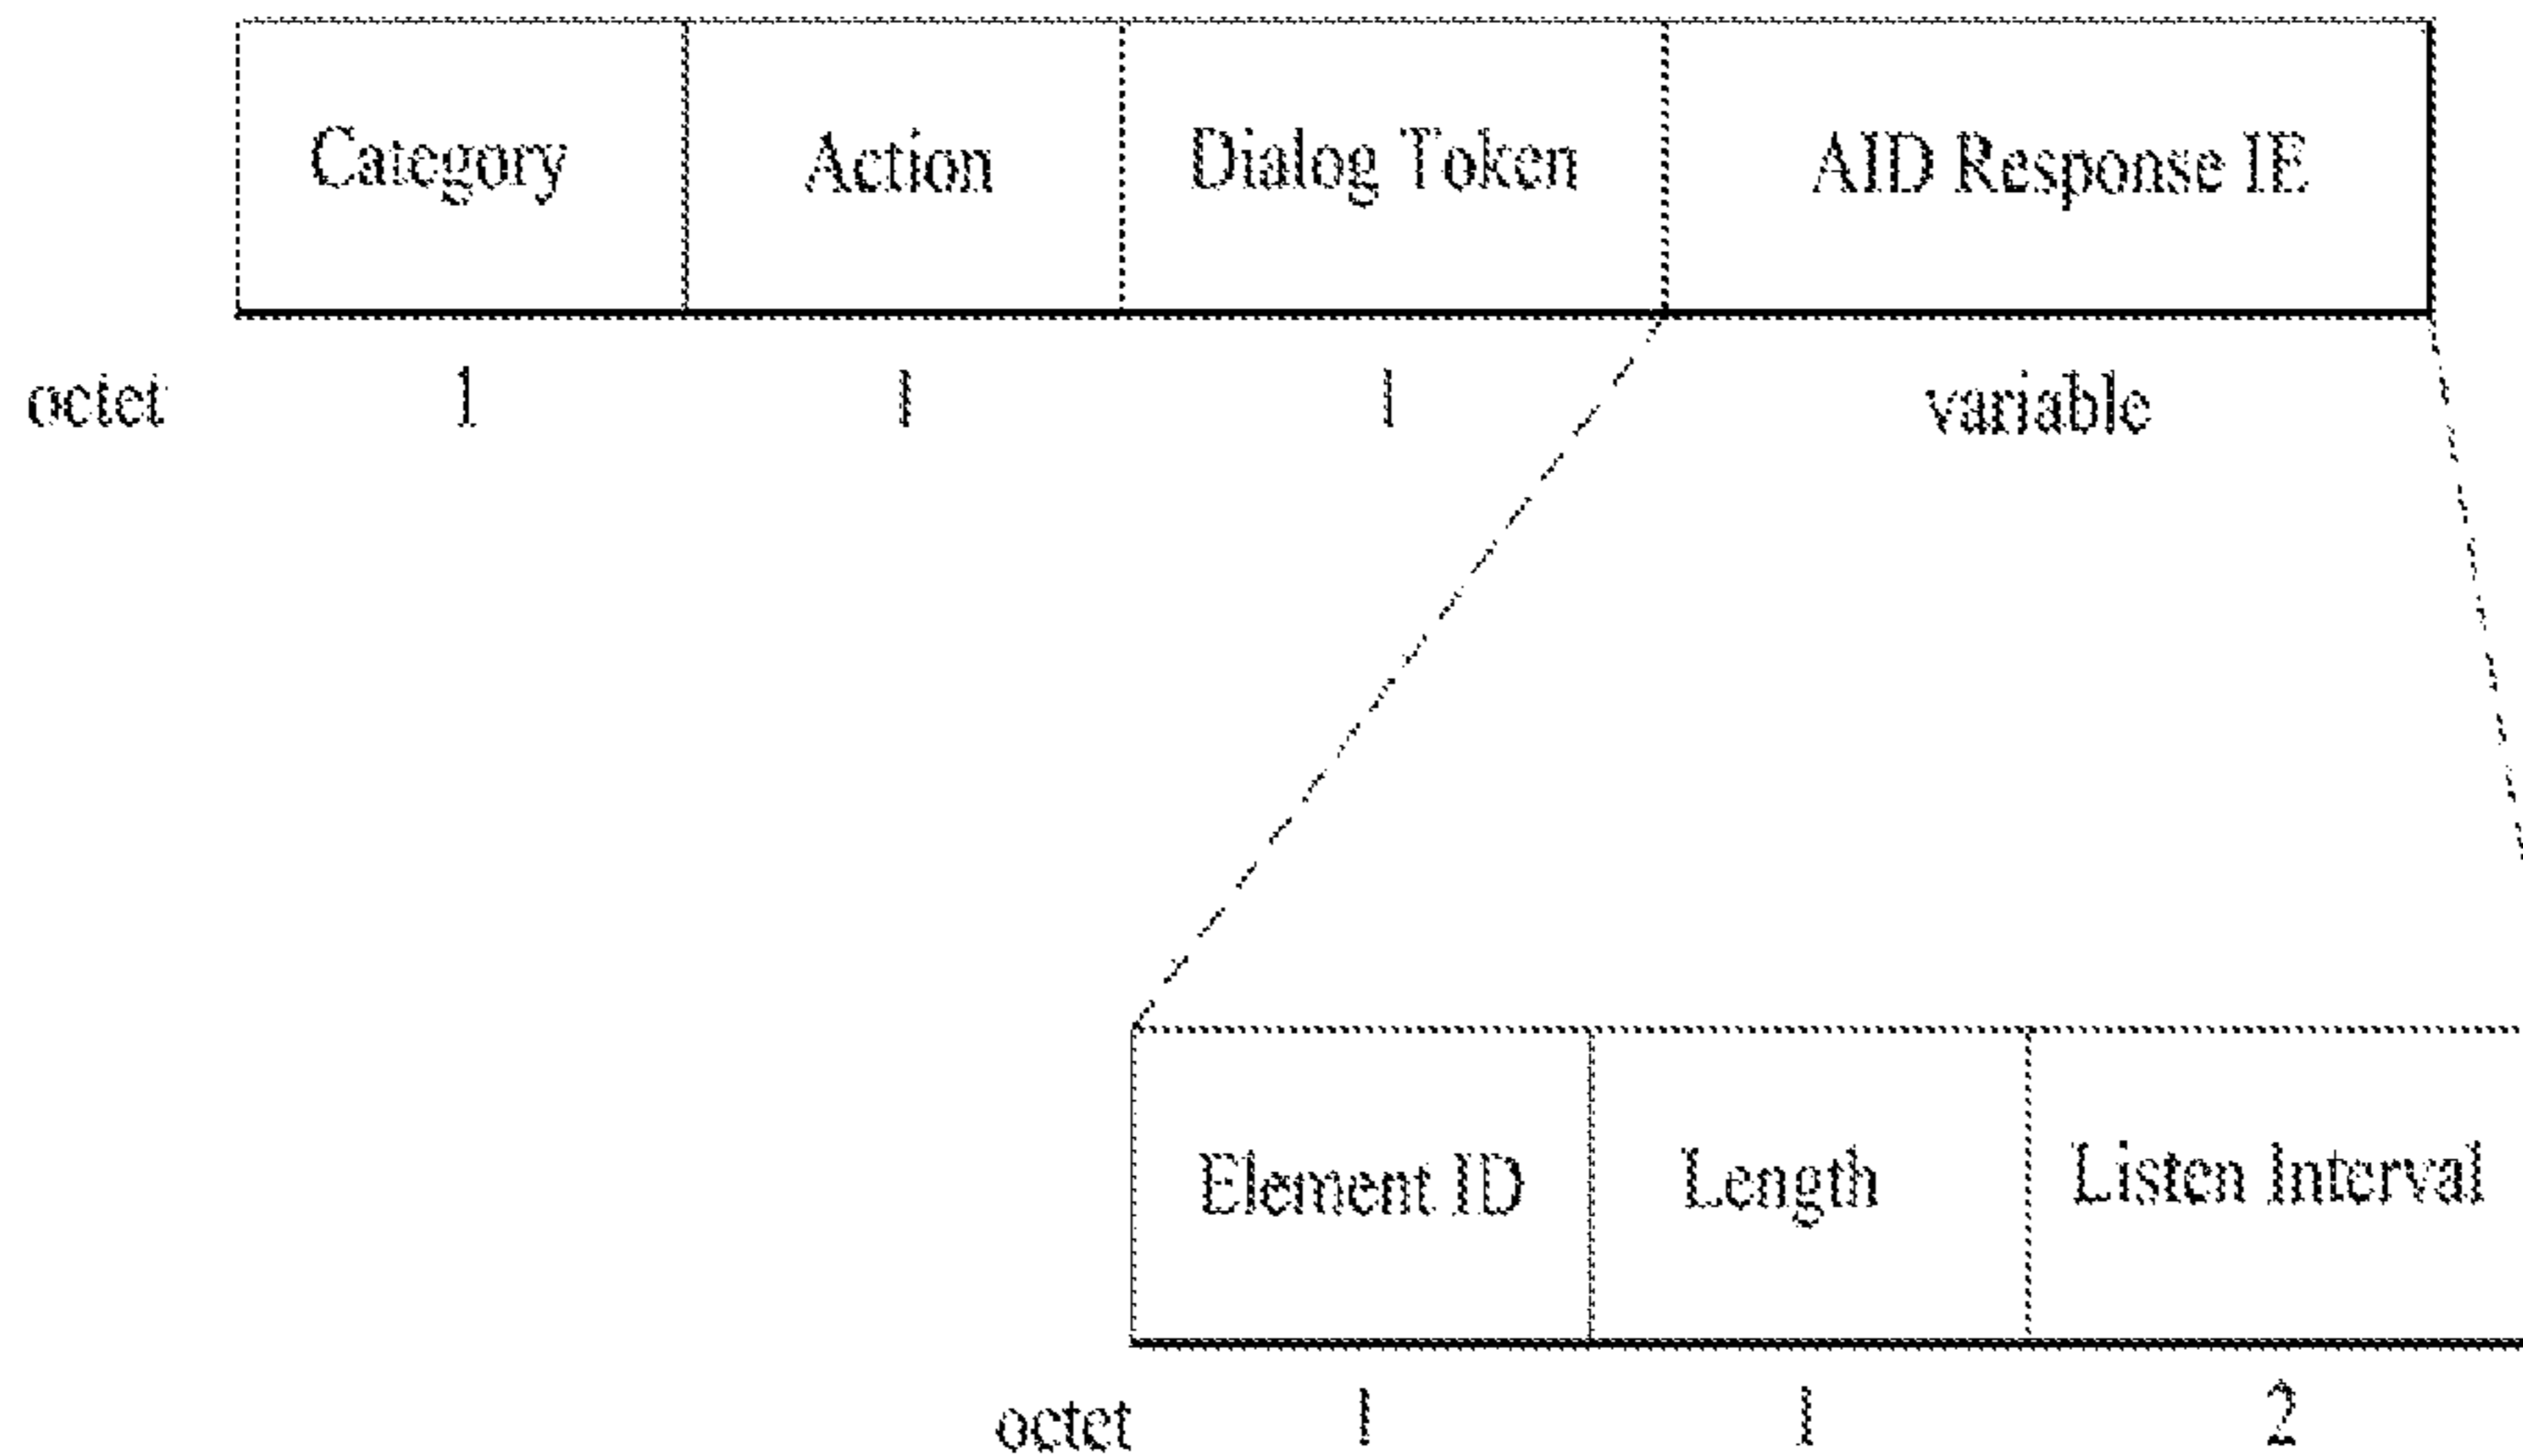 Category Action Dialog Token AID Response IE
octet 1 1 1 variable
Element ID Length Listen Interval
octet 1 1 2